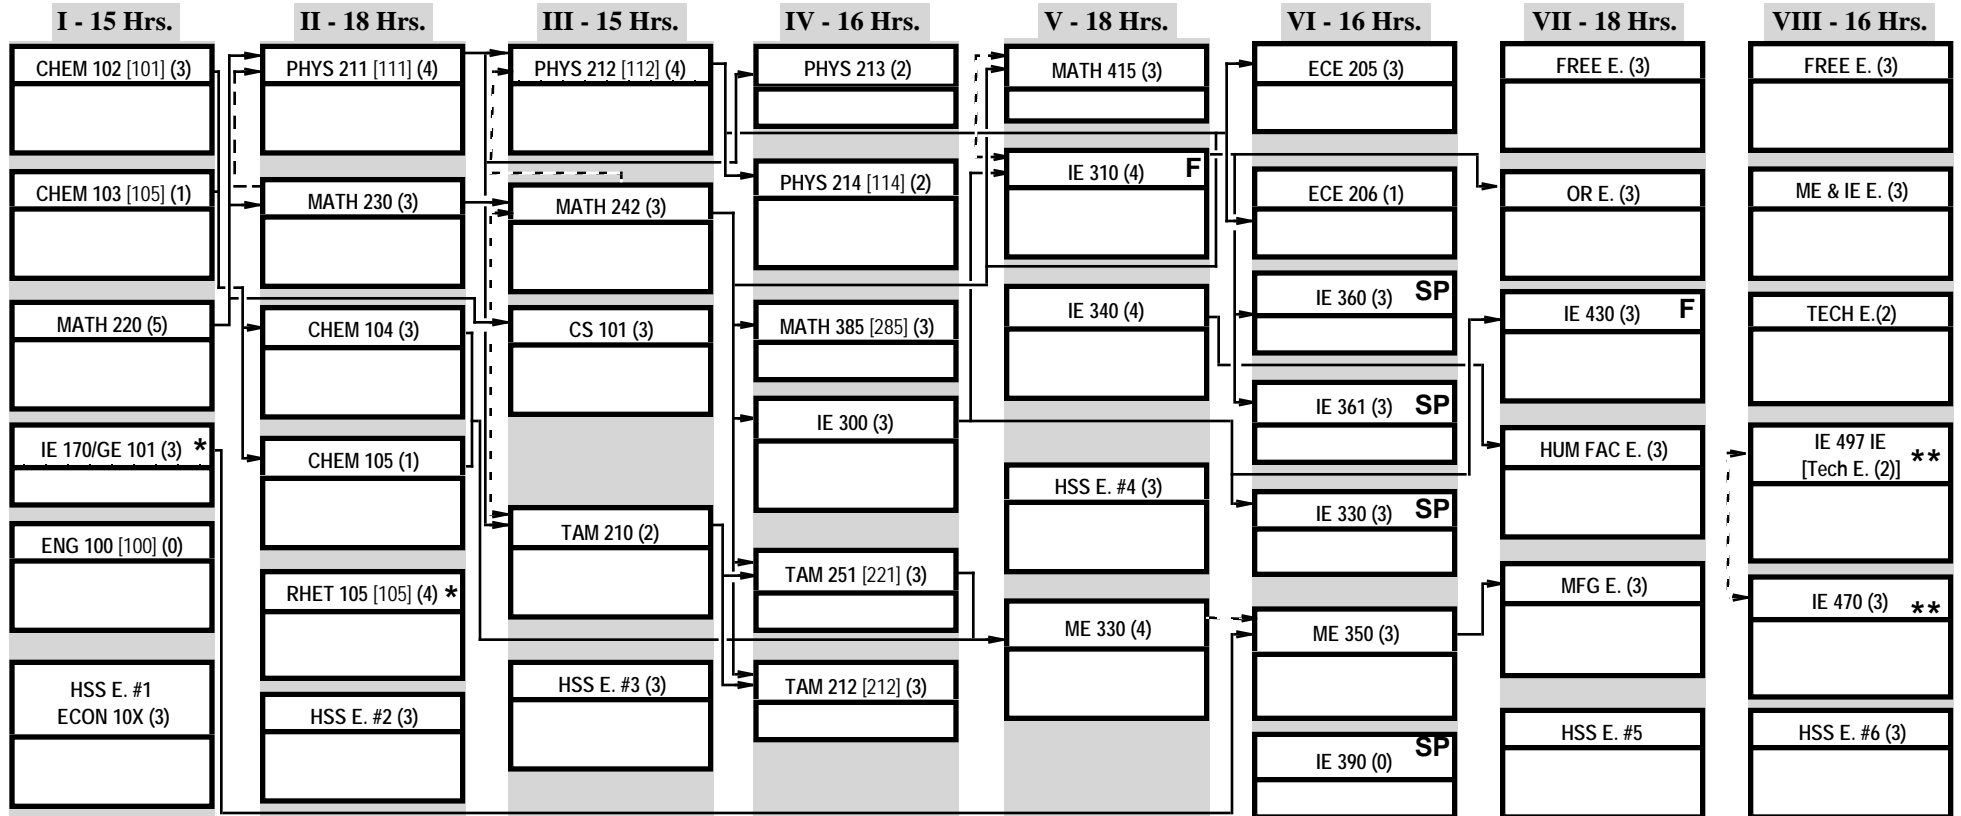 I - 15 Hrs.
CHEM 102 [101] (3)
CHEM 103 [105] (1)
MATH 220 (5)
IE 170/GE 101 (3) *
ENG 100 [100] (0)
HSS E. #1
ECON 10X (3)
II - 18 Hrs.
PHYS 211 [111] (4)
MATH 230 (3)
CHEM 104 (3)
CHEM 105 (1)
RHET 105 [105] (4) *
HSS E. #2 (3)
III - 15 Hrs.
PHYS 212 [112] (4)
MATH 242 (3)
CS 101 (3)
TAM 210 (2)
HSS E. #3 (3)
IV - 16 Hrs.
PHYS 213 (2)
PHYS 214 [114] (2)
MATH 385 [285] (3)
IE 300 (3)
TAM 251 [221] (3)
TAM 212 [212] (3)
V - 18 Hrs.
MATH 415 (3)
IE 310 (4) F
IE 340 (4)
HSS E. #4 (3)
ME 330 (4)
VI - 16 Hrs.
ECE 205 (3)
ECE 206 (1)
IE 360 (3) SP
IE 361 (3) SP
IE 330 (3) SP
ME 350 (3)
IE 390 (0) SP
VII - 18 Hrs.
FREE E. (3)
OR E. (3)
IE 430 (3) F
HUM FAC E. (3)
MFG E. (3)
HSS E. #5
VIII - 16 Hrs.
FREE E. (3)
ME & IE E. (3)
TECH E.(2)
IE 497 IE
[Tech E. (2)] **
IE 470 (3) **
HSS E. #6 (3)